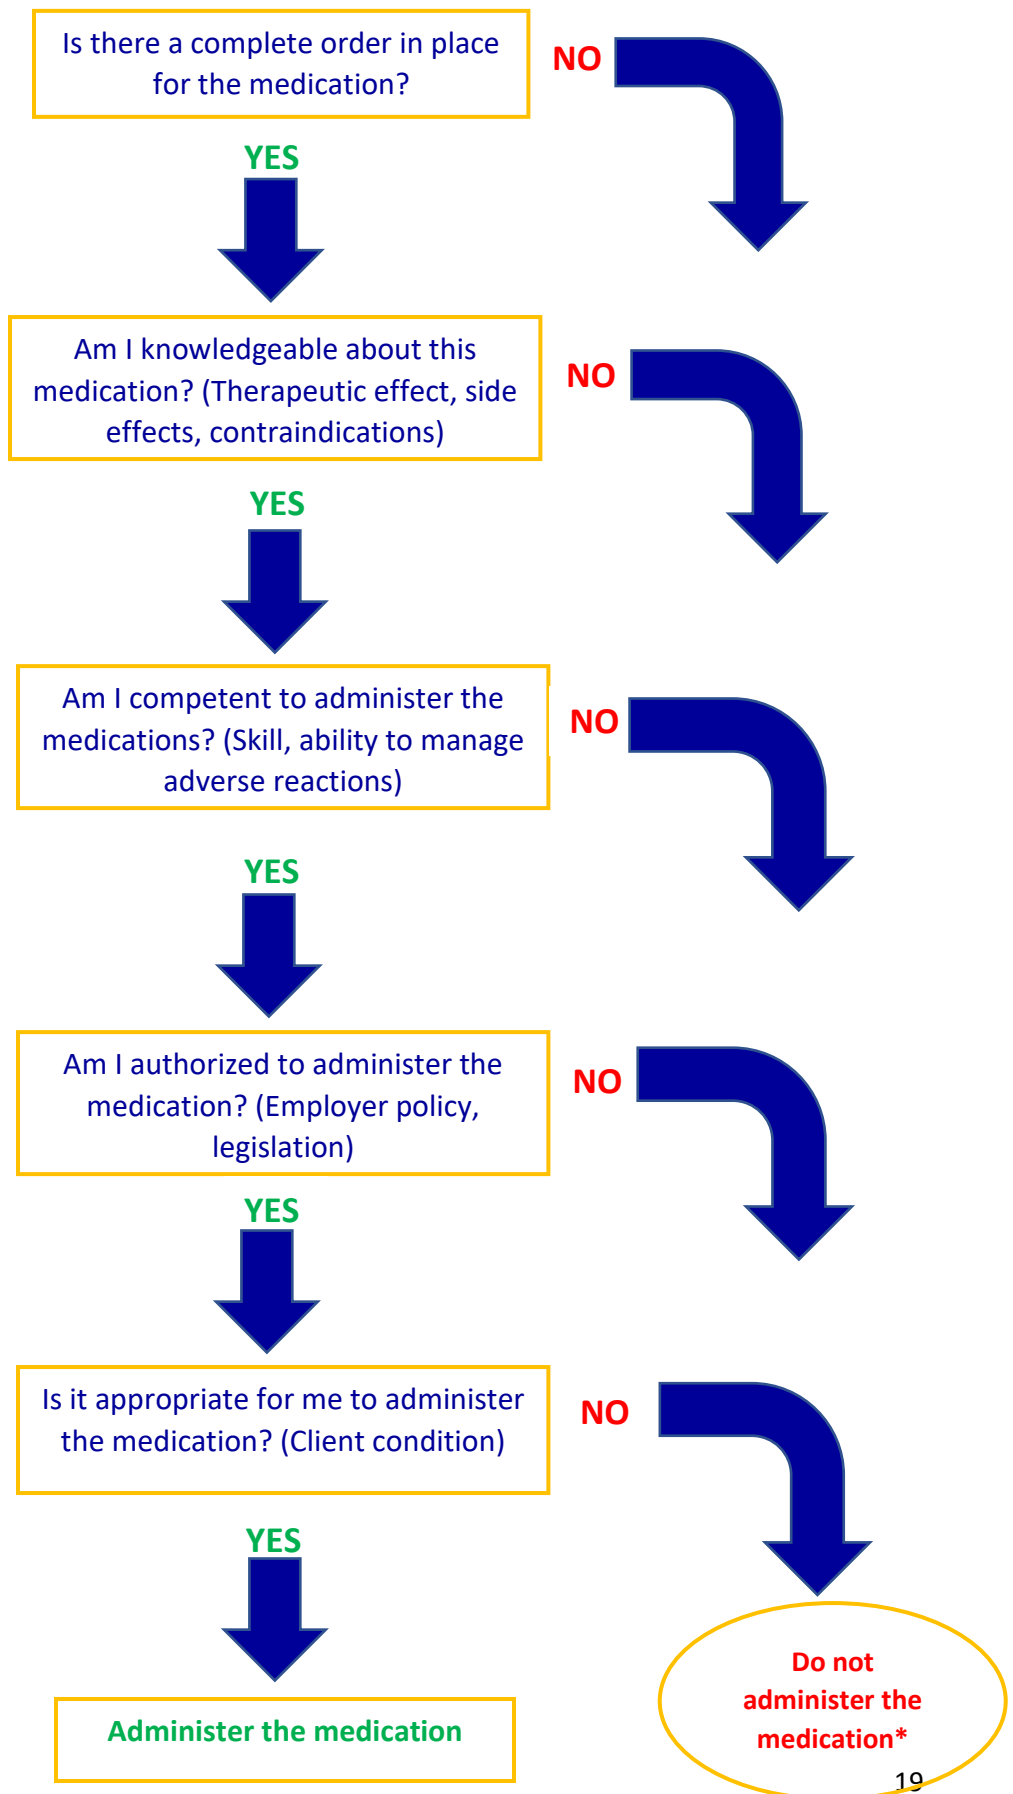 Is there a complete order in place
for the medication?
NO
YES
Am I knowledgeable about this
medication? (Therapeutic effect, side
effects, contraindications)
NO
YES
Am I competent to administer the
medications? (Skill, ability to manage
adverse reactions)
NO
YES
Am I authorized to administer the
medication? (Employer policy,
legislation)
NO
YES
Is it appropriate for me to administer
the medication? (Client condition)
NO
YES
Administer the medication
Do not
administer the
medication*
19